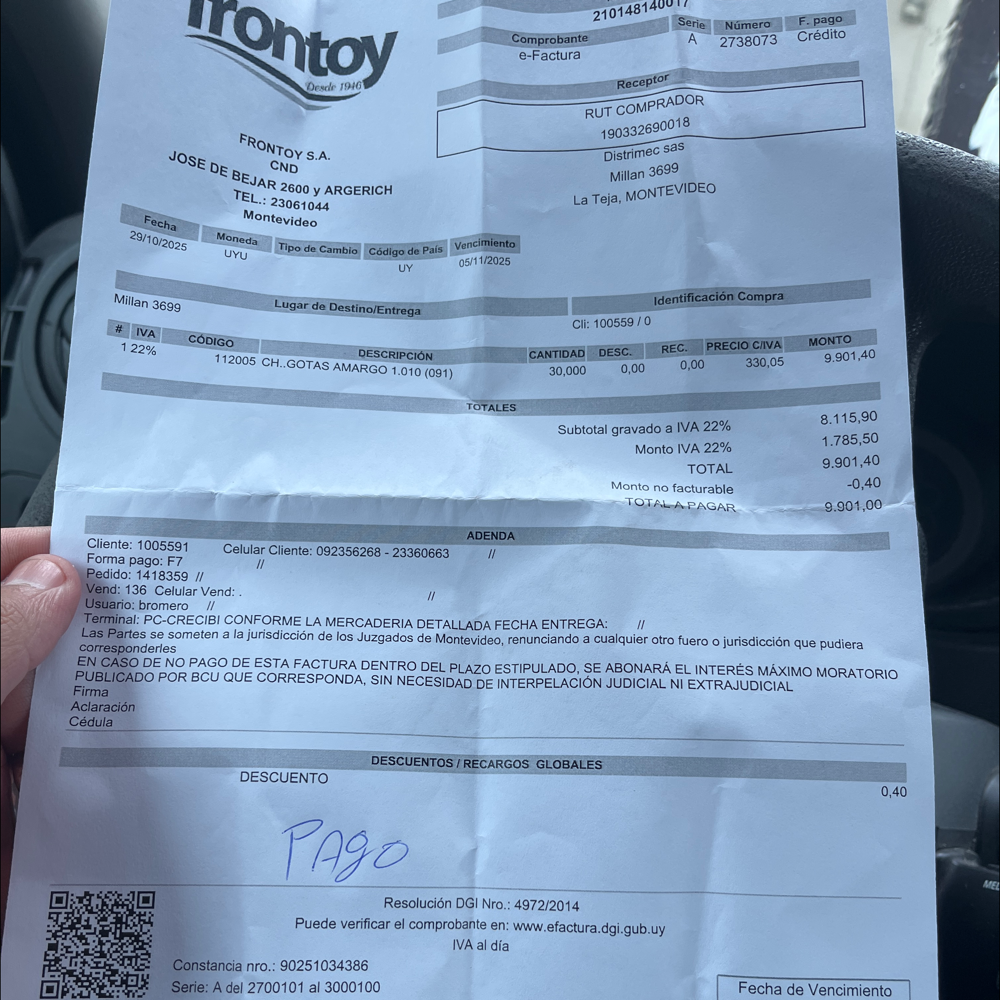 frontoy
Desde 1946
FRONTOY S.A.
CND
JOSE DE BEJAR 2600 y ARGERICH
TEL.: 23061044
Montevideo
210148140017
Comprobante Serie Número F. pago
e-Factura A 2738073 Crédito
Receptor
RUT COMPRADOR
190332690018
Distrimec sas
Millan 3699
La Teja, MONTEVIDEO
Fecha Moneda Tipo de Cambio Código de País Vencimiento
29/10/2025 UYU UY 05/11/2025
Lugar de Destino/Entrega Identificación Compra
Millan 3699 Cli: 100559 / 0
# IVA CÓDIGO DESCRIPCIÓN CANTIDAD DESC. REC. PRECIO C/IVA MONTO
1 22% 112005 CH..GOTAS AMARGO 1.010 (091) 30,000 0,00 0,00 330,05 9.901,40
TOTALES
Subtotal gravado a IVA 22% 8.115,90
Monto IVA 22% 1.785,50
TOTAL 9.901,40
Monto no facturable -0,40
TOTAL A PAGAR 9.901,00
ADENDA
Cliente: 1005591 Celular Cliente: 092356268 - 23360663 //
Forma pago: F7 //
Pedido: 1418359 //
Vend: 136 Celular Vend: . //
Usuario: bromero //
Terminal: PC-CRECIBI CONFORME LA MERCADERIA DETALLADA FECHA ENTREGA: //
Las Partes se someten a la jurisdicción de los Juzgados de Montevideo, renunciando a cualquier otro fuero o jurisdicción que pudiera
corresponderles
EN CASO DE NO PAGO DE ESTA FACTURA DENTRO DEL PLAZO ESTIPULADO, SE ABONARÁ EL INTERÉS MÁXIMO MORATORIO
PUBLICADO POR BCU QUE CORRESPONDA, SIN NECESIDAD DE INTERPELACIÓN JUDICIAL NI EXTRAJUDICIAL
Firma
Aclaración
Cédula
DESCUENTOS / RECARGOS GLOBALES
DESCUENTO 0,40
PAgo
Resolución DGI Nro.: 4972/2014
Puede verificar el comprobante en: www.efactura.dgi.gub.uy
IVA al día
Constancia nro.: 90251034386
Serie: A del 2700101 al 3000100
Fecha de Vencimiento